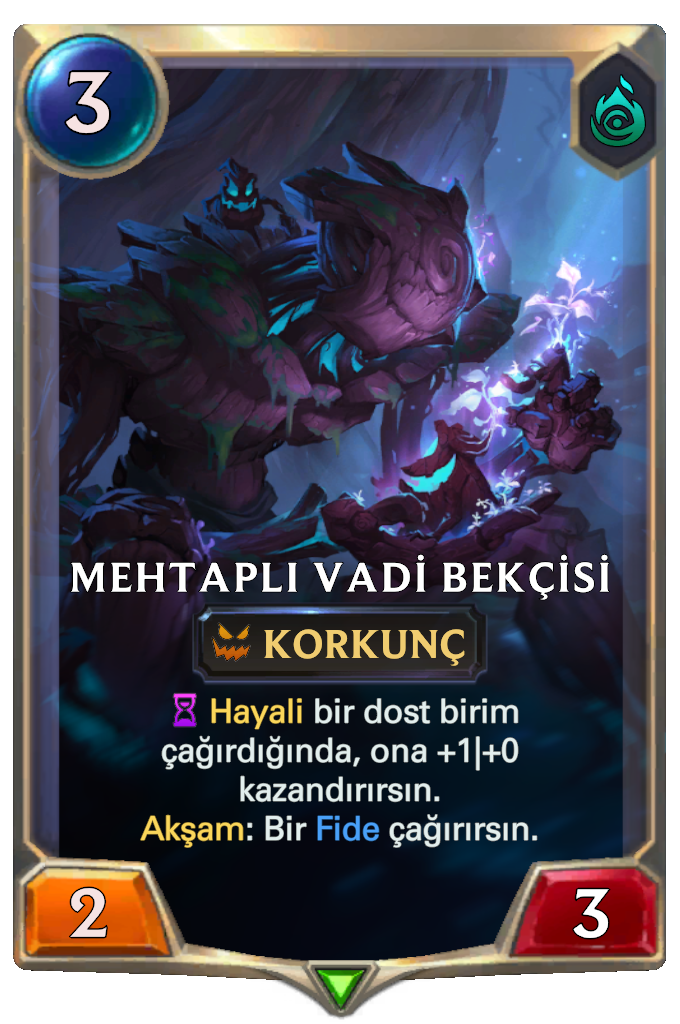 3
MEHTAPLI VADİ BEKÇİSİ
KORKUNÇ
Hayali bir dost birim
çağırdığında, ona +1|+0
kazandırırsın.
Akşam: Bir Fide çağırırsın.
2
3